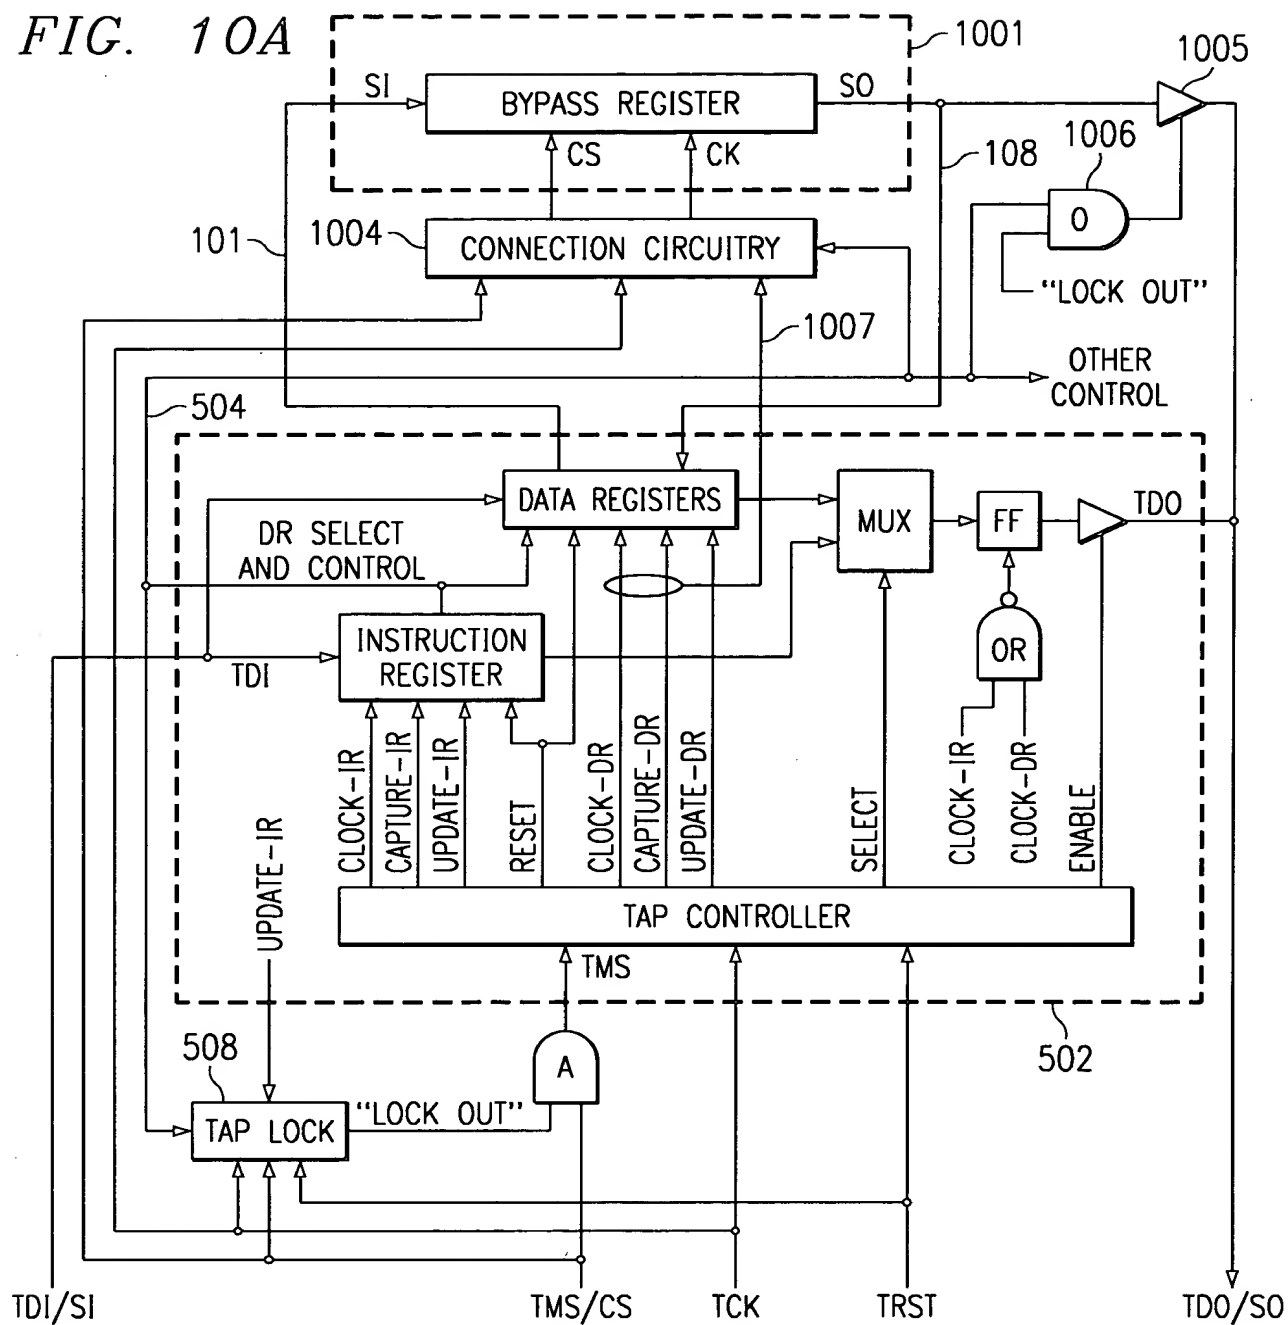 FIG. 10A
1001
1005
SI
BYPASS REGISTER
SO
CS
CK
108
1006
O
101
1004
CONNECTION CIRCUITRY
"LOCK OUT"
1007
OTHER
CONTROL
504
DATA REGISTERS
MUX
FF
TDO
DR SELECT
AND CONTROL
INSTRUCTION
REGISTER
TDI
OR
CLOCK-IR
CAPTURE-IR
UPDATE-IR
RESET
CLOCK-DR
CAPTURE-DR
UPDATE-DR
SELECT
CLOCK-IR
CLOCK-DR
ENABLE
UPDATE-IR
TAP CONTROLLER
TMS
502
508
A
TAP LOCK
"LOCK OUT"
TDI/SI
TMS/CS
TCK
TRST
TDO/SO